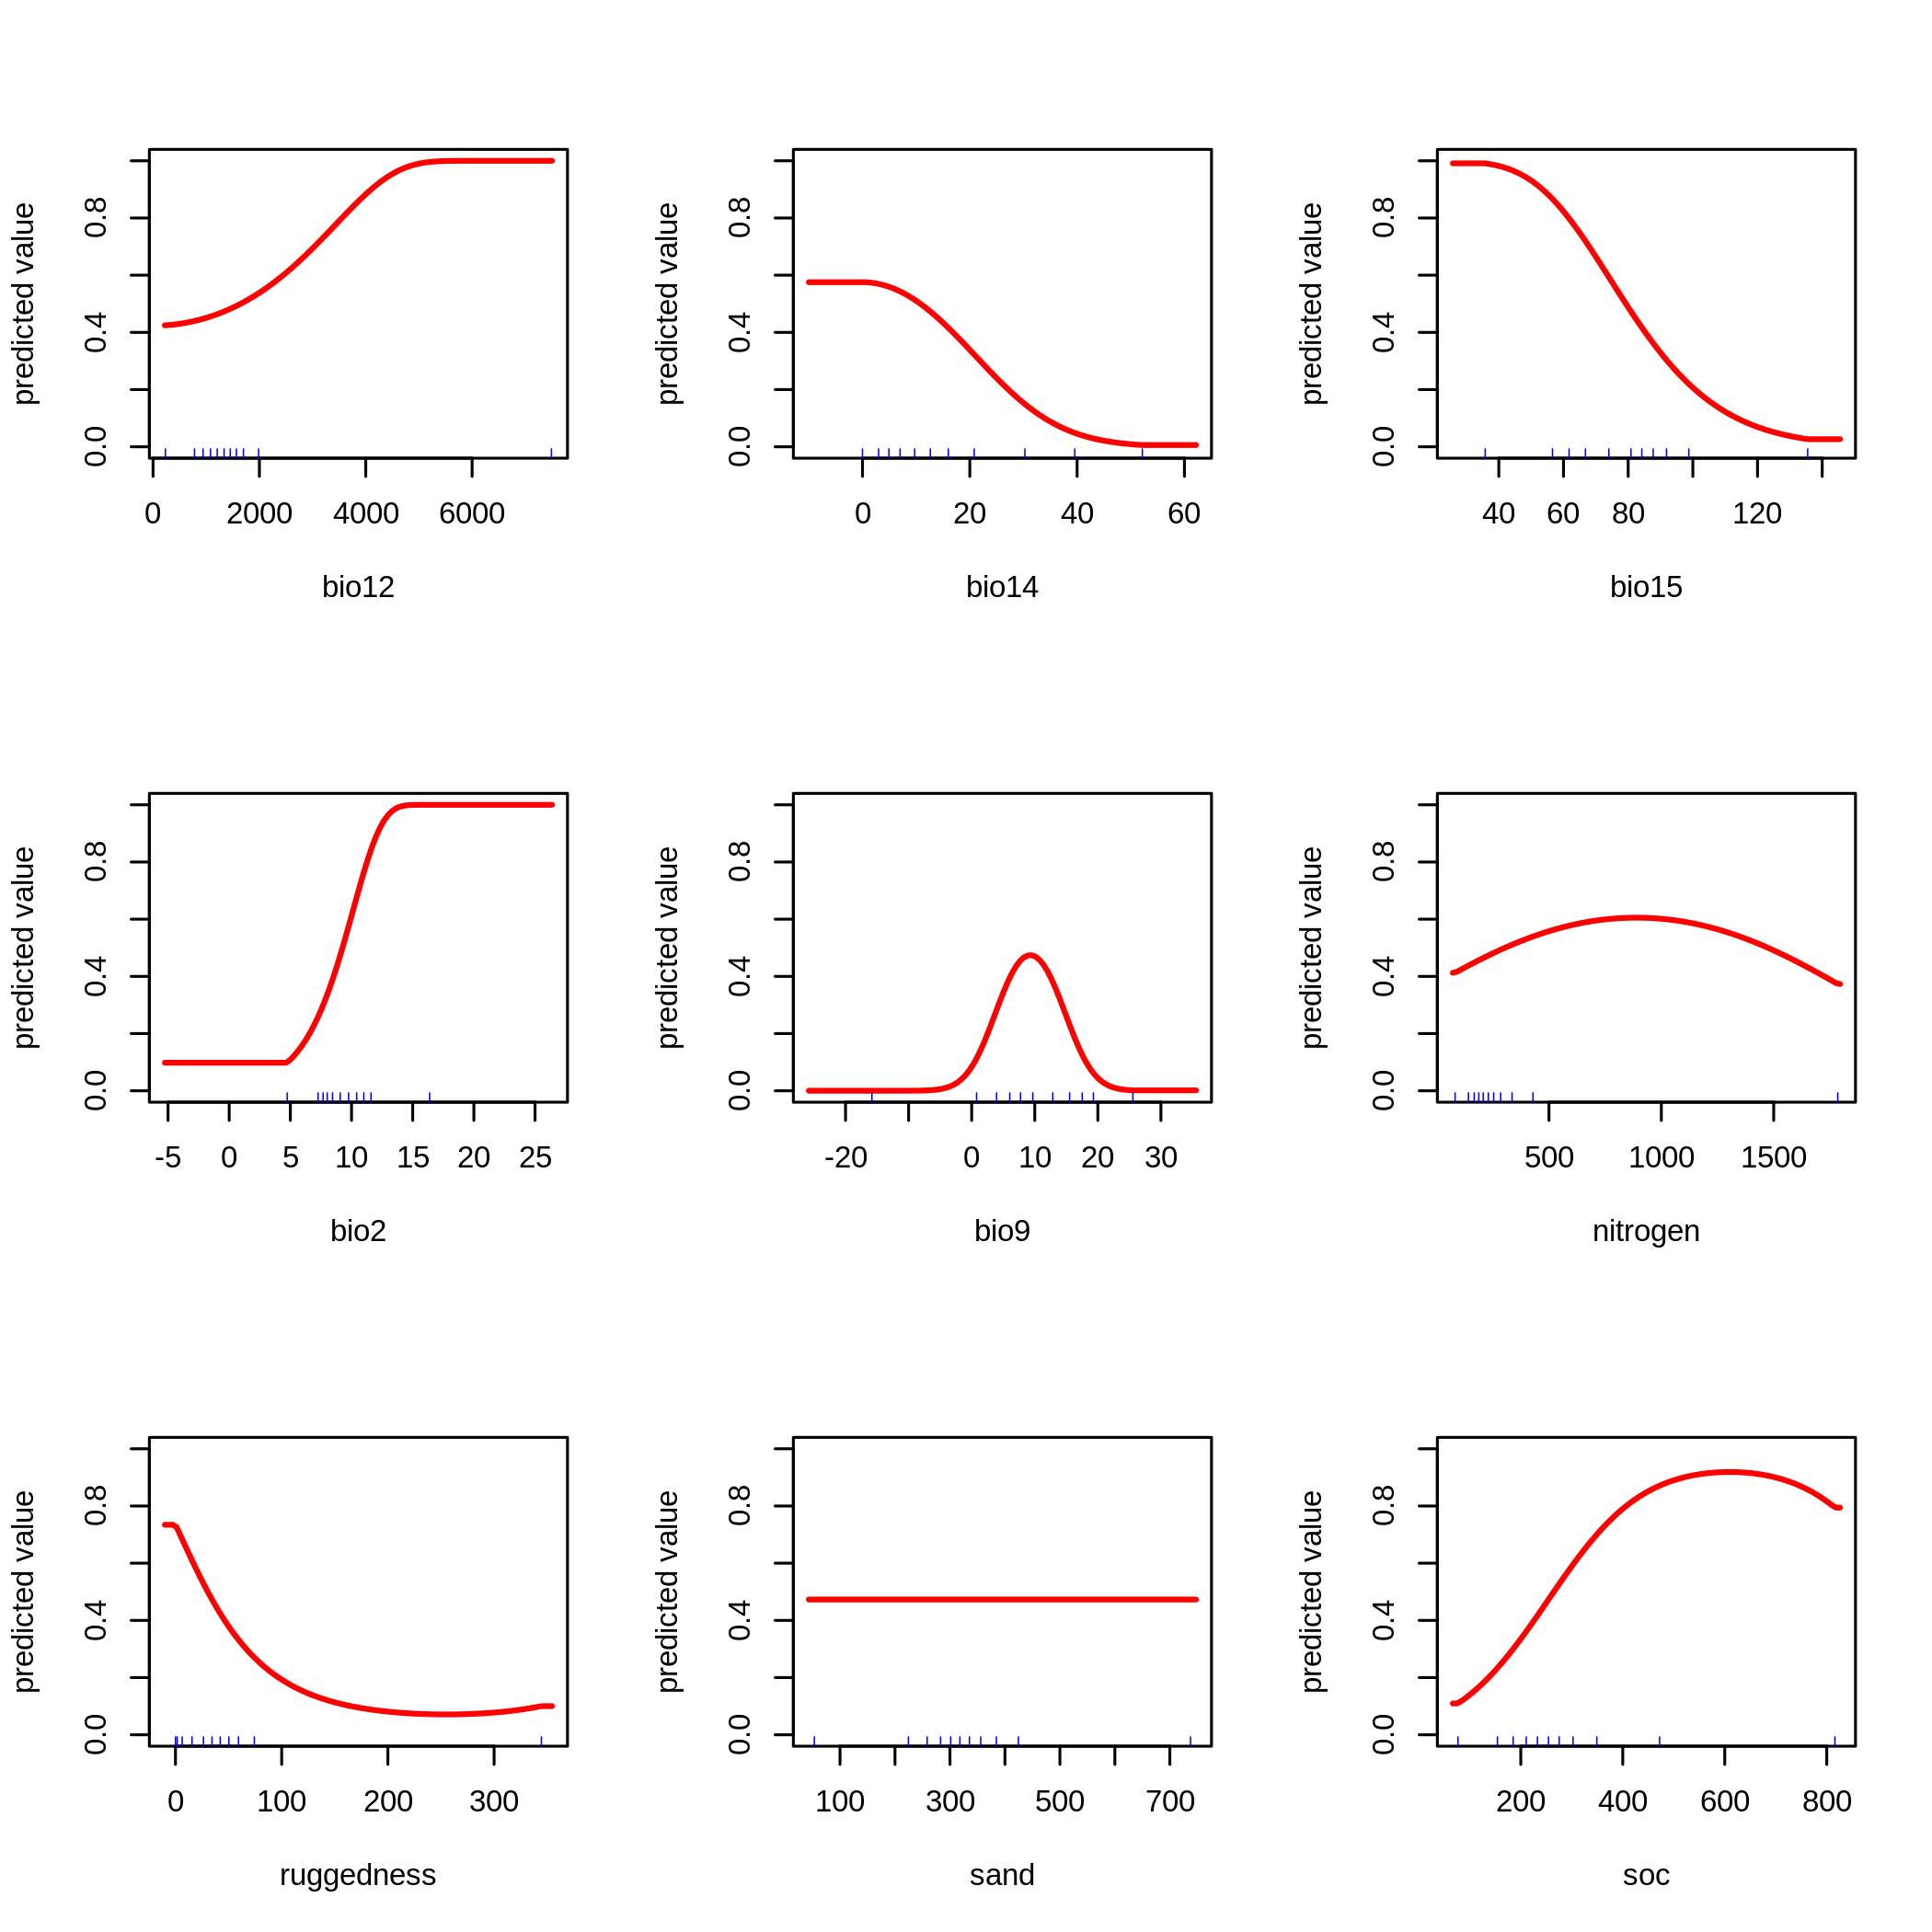 predicted value
0.0 0.4 0.8
0 2000 4000 6000
bio12
predicted value
0.0 0.4 0.8
0 20 40 60
bio14
predicted value
0.0 0.4 0.8
40 60 80 120
bio15
predicted value
0.0 0.4 0.8
-5 0 5 10 15 20 25
bio2
predicted value
0.0 0.4 0.8
-20 0 10 20 30
bio9
predicted value
0.0 0.4 0.8
500 1000 1500
nitrogen
predicted value
0.0 0.4 0.8
0 100 200 300
ruggedness
predicted value
0.0 0.4 0.8
100 300 500 700
sand
predicted value
0.0 0.4 0.8
200 400 600 800
soc